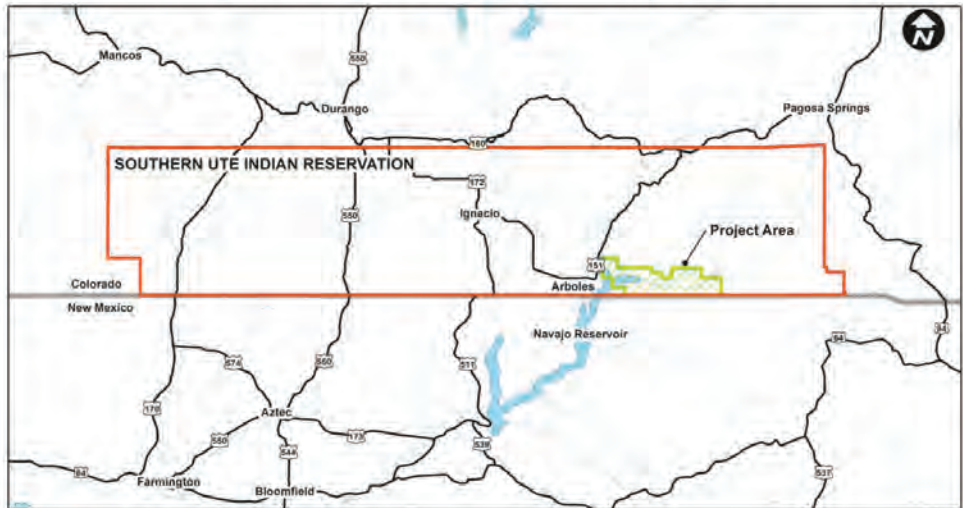 N
550
Mancos
Durango
Pagosa Springs
160
SOUTHERN UTE INDIAN RESERVATION
172
550
Ignacio
Project Area
151
Colorado
Arboles
New Mexico
Navajo Reservoir
84
64
574
550
511
170
Aztec
550
173
539
544
64
537
Farmington
Bloomfield